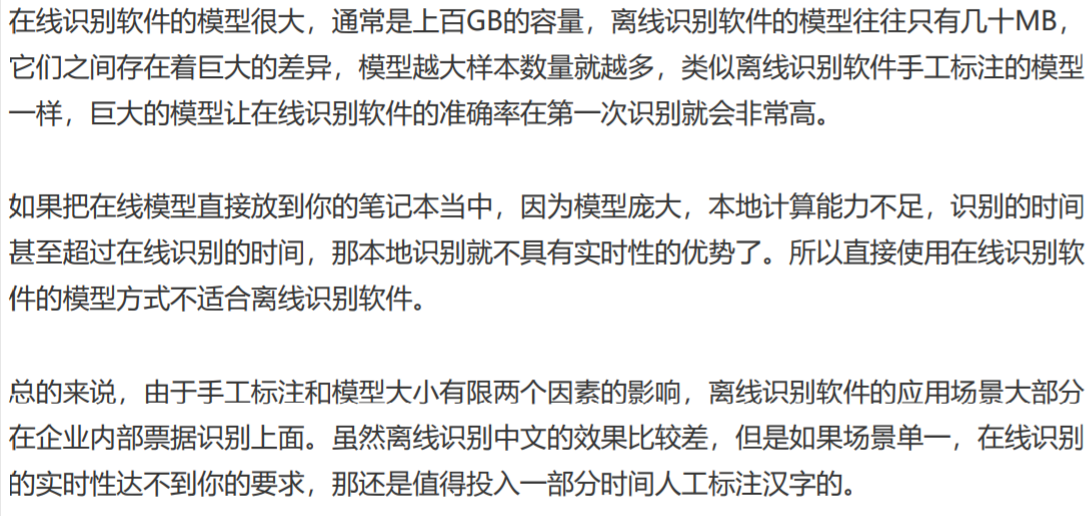 在线识别软件的模型很大，通常是上百GB的容量，离线识别软件的模型往往只有几十MB，
它们之间存在着巨大的差异，模型越大样本数量就越多，类似离线识别软件手工标注的模型
一样，巨大的模型让在线识别软件的准确率在第一次识别就会非常高。
如果把在线模型直接放到你的笔记本当中，因为模型庞大，本地计算能力不足，识别的时间
甚至超过在线识别的时间，那本地识别就不具有实时性的优势了。所以直接使用在线识别软
件的模型方式不适合离线识别软件。
总的来说，由于手工标注和模型大小有限两个因素的影响，离线识别软件的应用场景大部分
在企业内部票据识别上面。虽然离线识别中文的效果比较差，但是如果场景单一，在线识别
的实时性达不到你的要求，那还是值得投入一部分时间人工标注汉字的。